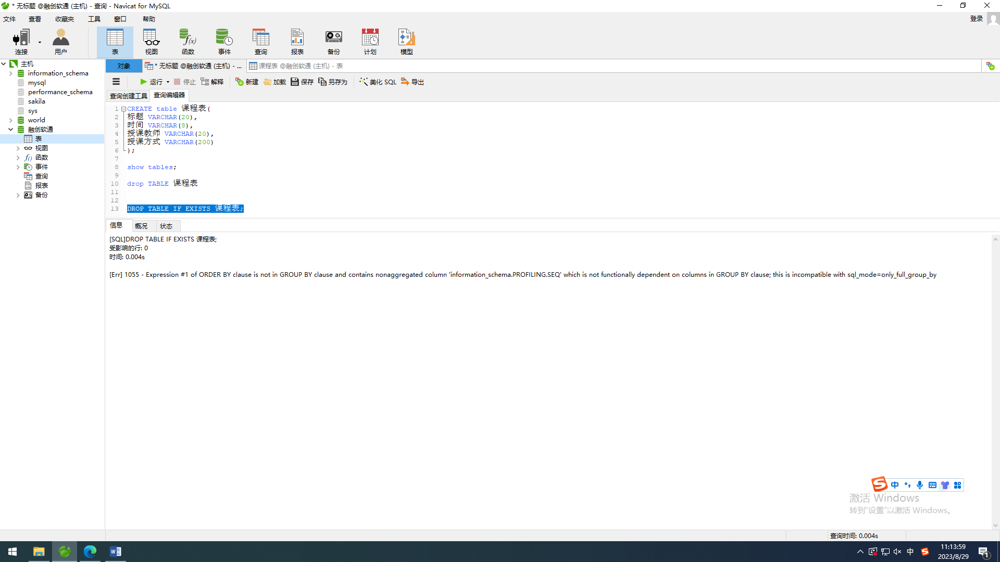 * 无标题 @融创软通 (主机) - 查询 - Navicat for MySQL
文件 查看 收藏夹 工具 窗口 帮助
登录
连接 用户 表 视图 函数 事件 查询 报表 备份 计划 模型
主机
information_schema
mysql
performance_schema
sakila
sys
world
融创软通
表
视图
函数
事件
查询
报表
备份
对象 * 无标题 @融创软通 (主机) - ... 课程表 @融创软通 (主机) - 表
运行 停止 解释 新建 加载 保存 另存为 美化 SQL 导出
查询创建工具 查询编辑器
1 CREATE table 课程表(
2 标题 VARCHAR(20),
3 时间 VARCHAR(8),
4 授课教师 VARCHAR(20),
5 授课方式 VARCHAR(200)
6 );
7
8 show tables;
9
10 drop TABLE 课程表
11
12
13 DROP TABLE IF EXISTS 课程表;
信息 概况 状态
[SQL]DROP TABLE IF EXISTS 课程表;
受影响的行: 0
时间: 0.004s
[Err] 1055 - Expression #1 of ORDER BY clause is not in GROUP BY clause and contains nonaggregated column 'information_schema.PROFILING.SEQ' which is not functionally dependent on columns in GROUP BY clause; this is incompatible with sql_mode=only_full_group_by
S 中
激活 Windows
转到"设置"以激活 Windows。
查询时间: 0.004s
中 S
11:13:59
2023/8/29
1